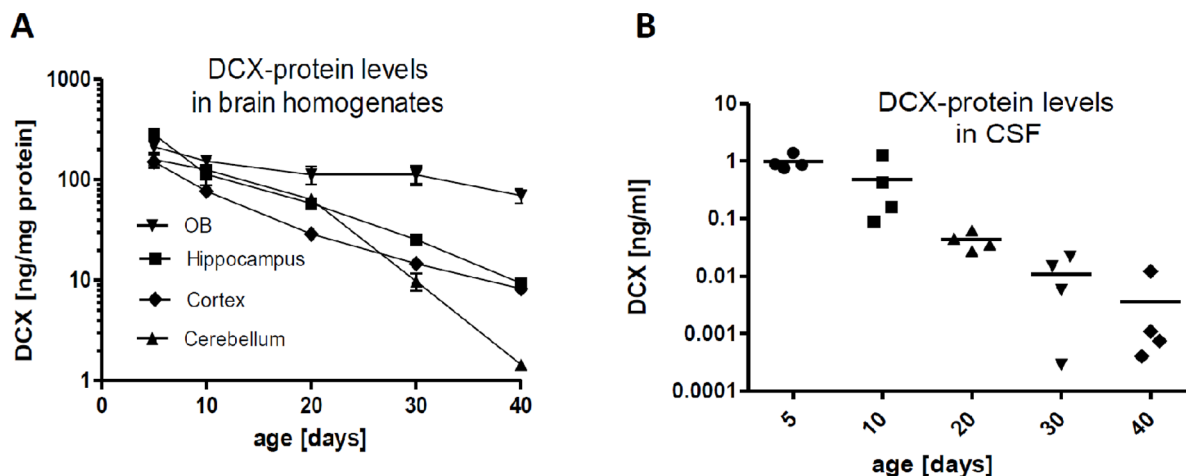 A
DCX-protein levels
in brain homogenates
DCX [ng/mg protein]
1000
100
10
1
OB
Hippocampus
Cortex
Cerebellum
0
10
20
30
40
age [days]
B
DCX-protein levels
in CSF
DCX [ng/ml]
10
1
0.1
0.01
0.001
0.0001
5
10
20
30
40
age [days]